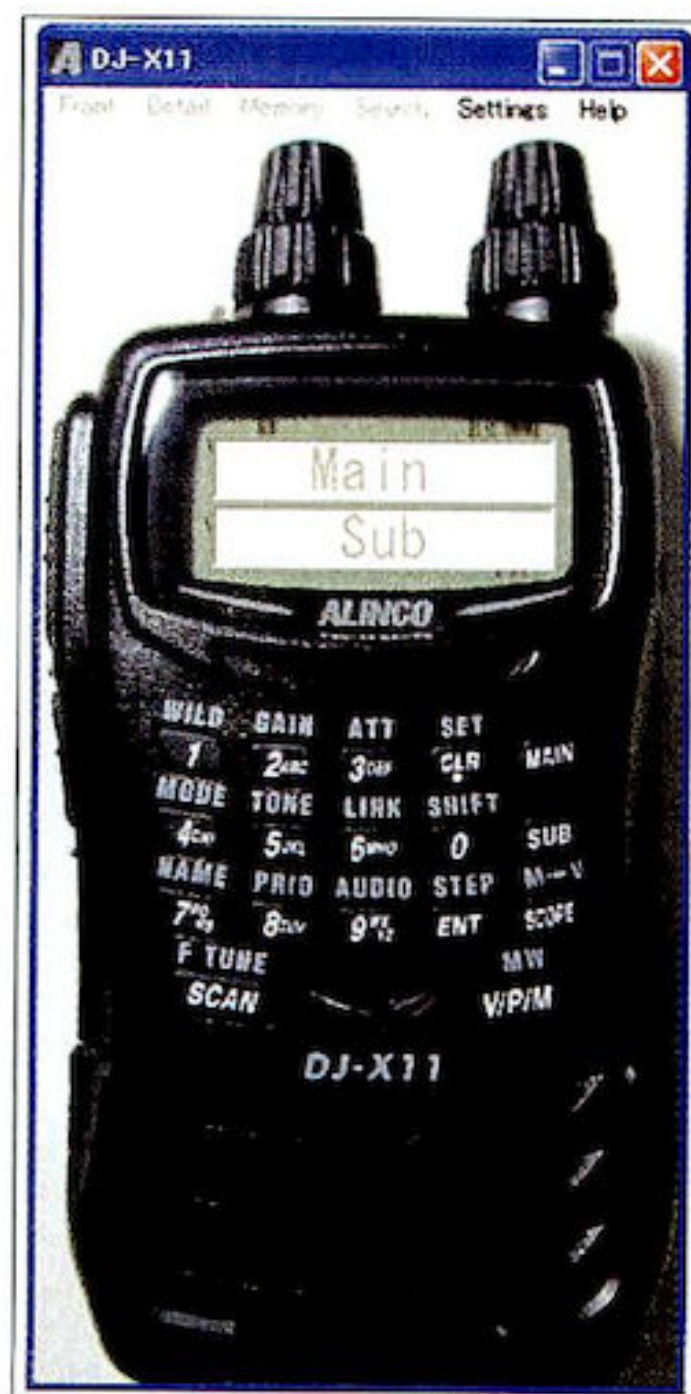 DJ-X11
Front Detail Memory Search Settings Help
Main
Sub
ALINCO
WILD GAIN ATT SET
1 2ABC 3DEF CLR MAIN
MODE TONE LINK SHIFT
4GHI 5JKL 6MNO 0 SUB
NAME PRIO AUDIO STEP M→V
7PQRS 8TUV 9WXYZ ENT SCOPE
F TUNE MW
SCAN V/P/M
DJ-X11